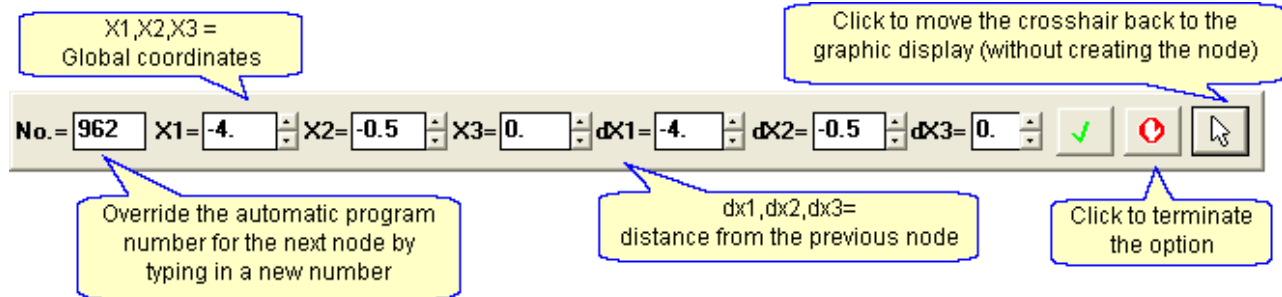 X1,X2,X3 =
Global coordinates
Click to move the crosshair back to the
graphic display (without creating the node)
No.= 962 X1= -4. X2= -0.5 X3= 0. dX1= -4. dX2= -0.5 dX3= 0.
Override the automatic program
number for the next node by
typing in a new number
dx1,dx2,dx3=
distance from the previous node
Click to terminate
the option